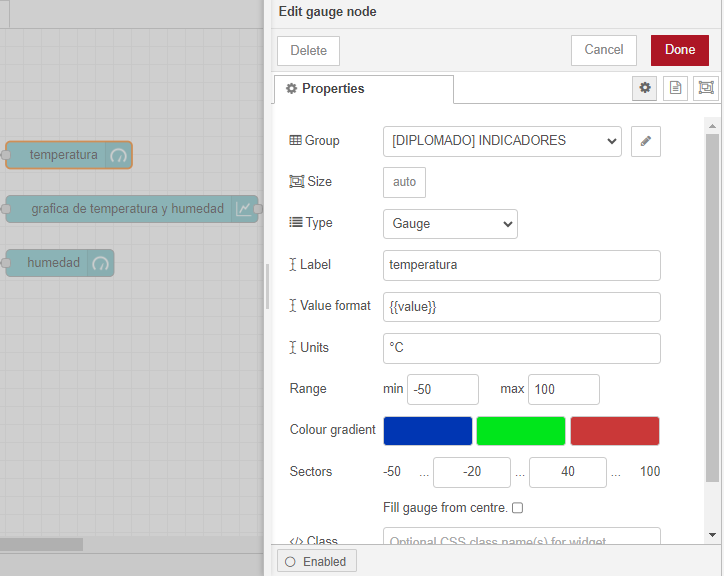 Edit gauge node
Delete
Cancel
Done
Properties
temperatura
grafica de temperatura y humedad
humedad
Group
[DIPLOMADO] INDICADORES
Size
auto
Type
Gauge
Label
temperatura
Value format
{{value}}
Units
°C
Range
min -50 max 100
Colour gradient
Sectors
-50 ... -20 ... 40 ... 100
Fill gauge from centre.
</> Class
Optional CSS class name(s) for widget
Enabled